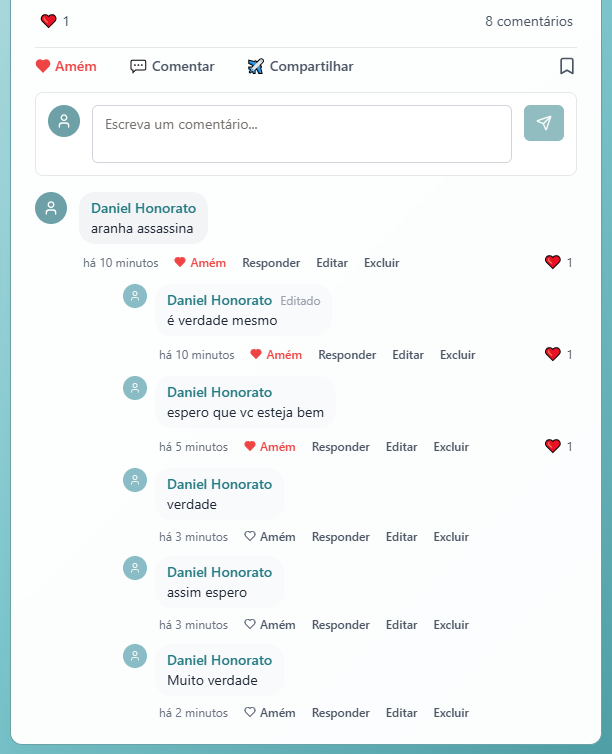 1 8 comentários
Amém Comentar Compartilhar
Escreva um comentário...
Daniel Honorato
aranha assassina
há 10 minutos Amém Responder Editar Excluir 1
Daniel Honorato Editado
é verdade mesmo
há 10 minutos Amém Responder Editar Excluir 1
Daniel Honorato
espero que vc esteja bem
há 5 minutos Amém Responder Editar Excluir 1
Daniel Honorato
verdade
há 3 minutos Amém Responder Editar Excluir
Daniel Honorato
assim espero
há 3 minutos Amém Responder Editar Excluir
Daniel Honorato
Muito verdade
há 2 minutos Amém Responder Editar Excluir